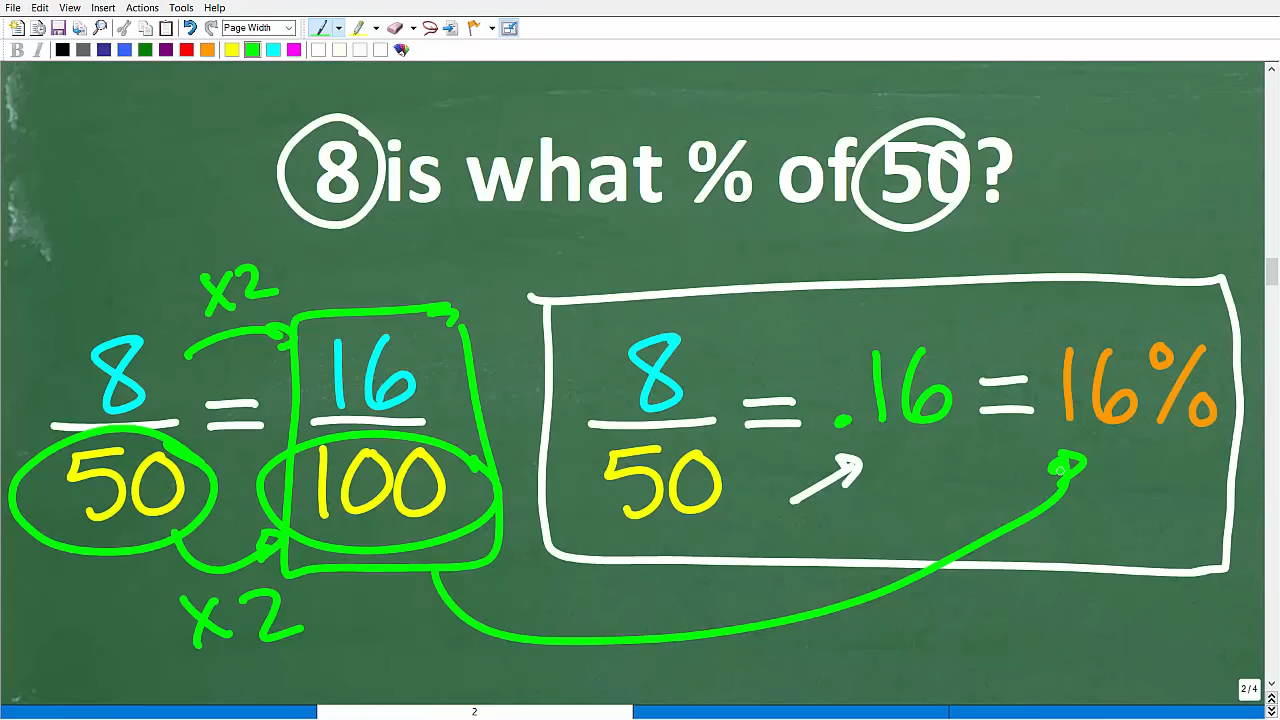 File Edit View Insert Actions Tools Help
Page Width
B I
8 is what % of 50?
x2
8/50 = 16/100
x2
8/50 = .16 = 16%
2/4
2